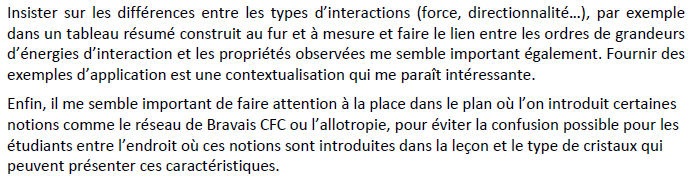 Insister sur les différences entre les types d'interactions (force, directionnalité…), par exemple
dans un tableau résumé construit au fur et à mesure et faire le lien entre les ordres de grandeurs
d'énergies d'interaction et les propriétés observées me semble important également. Fournir des
exemples d'application est une contextualisation qui me paraît intéressante.
Enfin, il me semble important de faire attention à la place dans le plan où l'on introduit certaines
notions comme le réseau de Bravais CFC ou l'allotropie, pour éviter la confusion possible pour les
étudiants entre l'endroit où ces notions sont introduites dans la leçon et le type de cristaux qui
peuvent présenter ces caractéristiques.